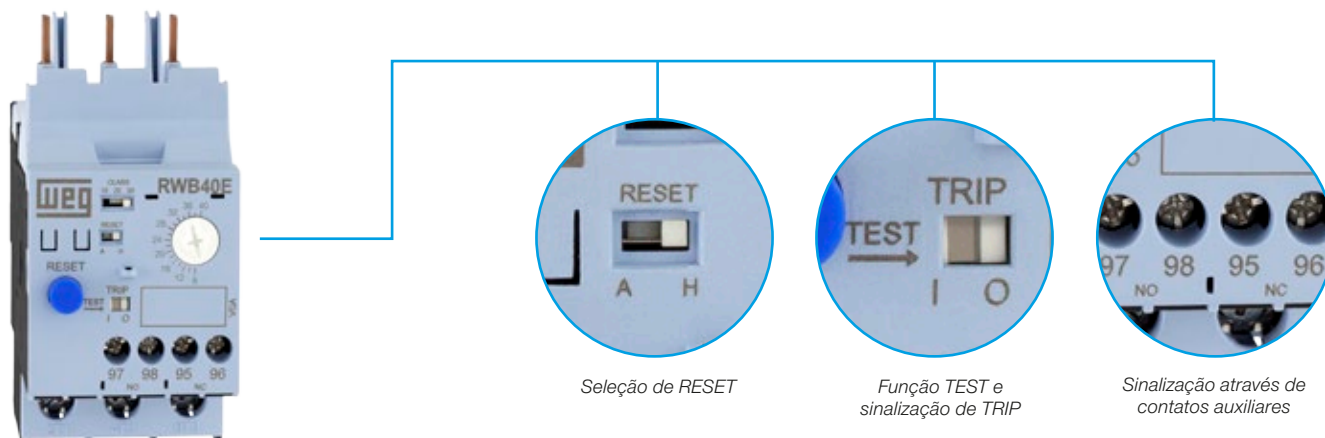 WEG
CLASS
RWB40E
RESET
A H
RESET
TEST
TRIP
I O
97 98 95 96
NO NC
RESET
A H
TRIP
TEST
I O
97 98 95 96
NO NC
Seleção de RESET
Função TEST e
sinalização de TRIP
Sinalização através de
contatos auxiliares